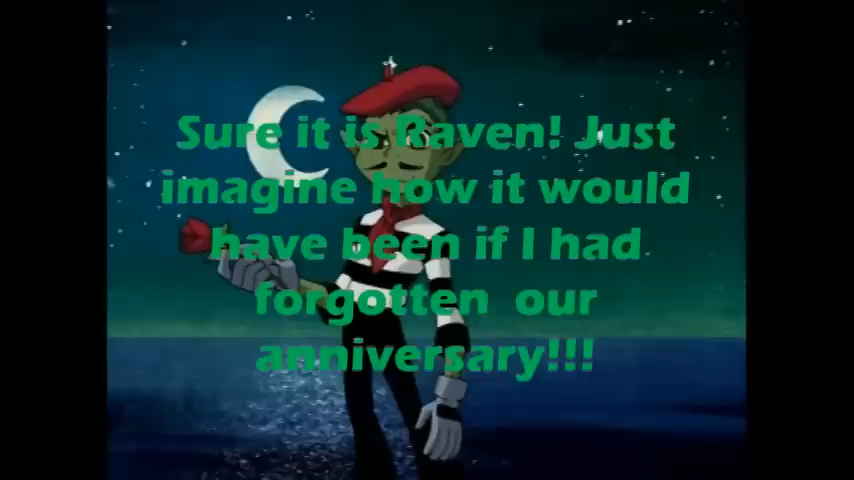 Sure it is Raven! Just
imagine how it would
have been if I had
forgotten our
anniversary!!!